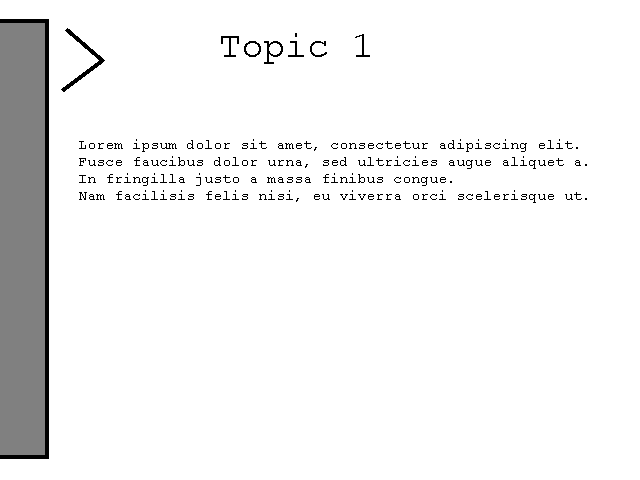 Topic 1
Lorem ipsum dolor sit amet, consectetur adipiscing elit.
Fusce faucibus dolor urna, sed ultricies augue aliquet a.
In fringilla justo a massa finibus congue.
Nam facilisis felis nisi, eu viverra orci scelerisque ut.